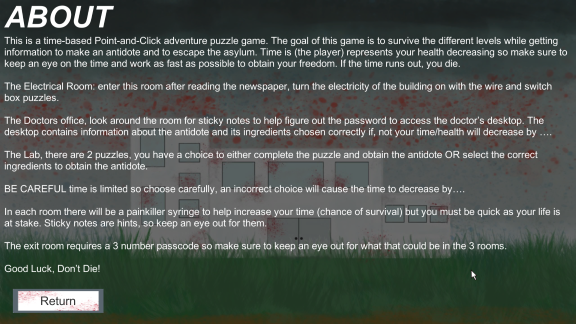 ABOUT
This is a time-based Point-and-Click adventure puzzle game. The goal of this game is to survive the different levels while getting
information to make an antidote and to escape the asylum. Time is (the player) represents your health decreasing so make sure to
keep an eye on the time and work as fast as possible to obtain your freedom. If the time runs out, you die.
The Electrical Room: enter this room after reading the newspaper, turn the electricity of the building on with the wire and switch
box puzzles.
The Doctors office, look around the room for sticky notes to help figure out the password to access the doctor's desktop. The
desktop contains information about the antidote and its ingredients chosen correctly if, not your time/health will decrease by ....
The Lab, there are 2 puzzles, you have a choice to either complete the puzzle and obtain the antidote OR select the correct
ingredients to obtain the antidote.
BE CAREFUL time is limited so choose carefully, an incorrect choice will cause the time to decrease by....
In each room there will be a painkiller syringe to help increase your time (chance of survival) but you must be quick as your life is
at stake. Sticky notes are hints, so keep an eye out for them.
The exit room requires a 3 number passcode so make sure to keep an eye out for what that could be in the 3 rooms.
Good Luck, Don't Die!
Return